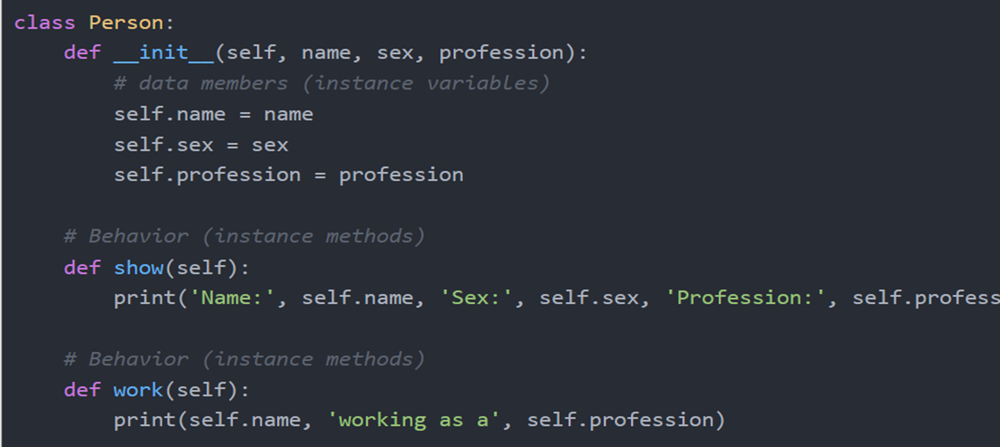 class Person:
    def __init__(self, name, sex, profession):
        # data members (instance variables)
        self.name = name
        self.sex = sex
        self.profession = profession
    # Behavior (instance methods)
    def show(self):
        print('Name:', self.name, 'Sex:', self.sex, 'Profession:', self.profess
    # Behavior (instance methods)
    def work(self):
        print(self.name, 'working as a', self.profession)